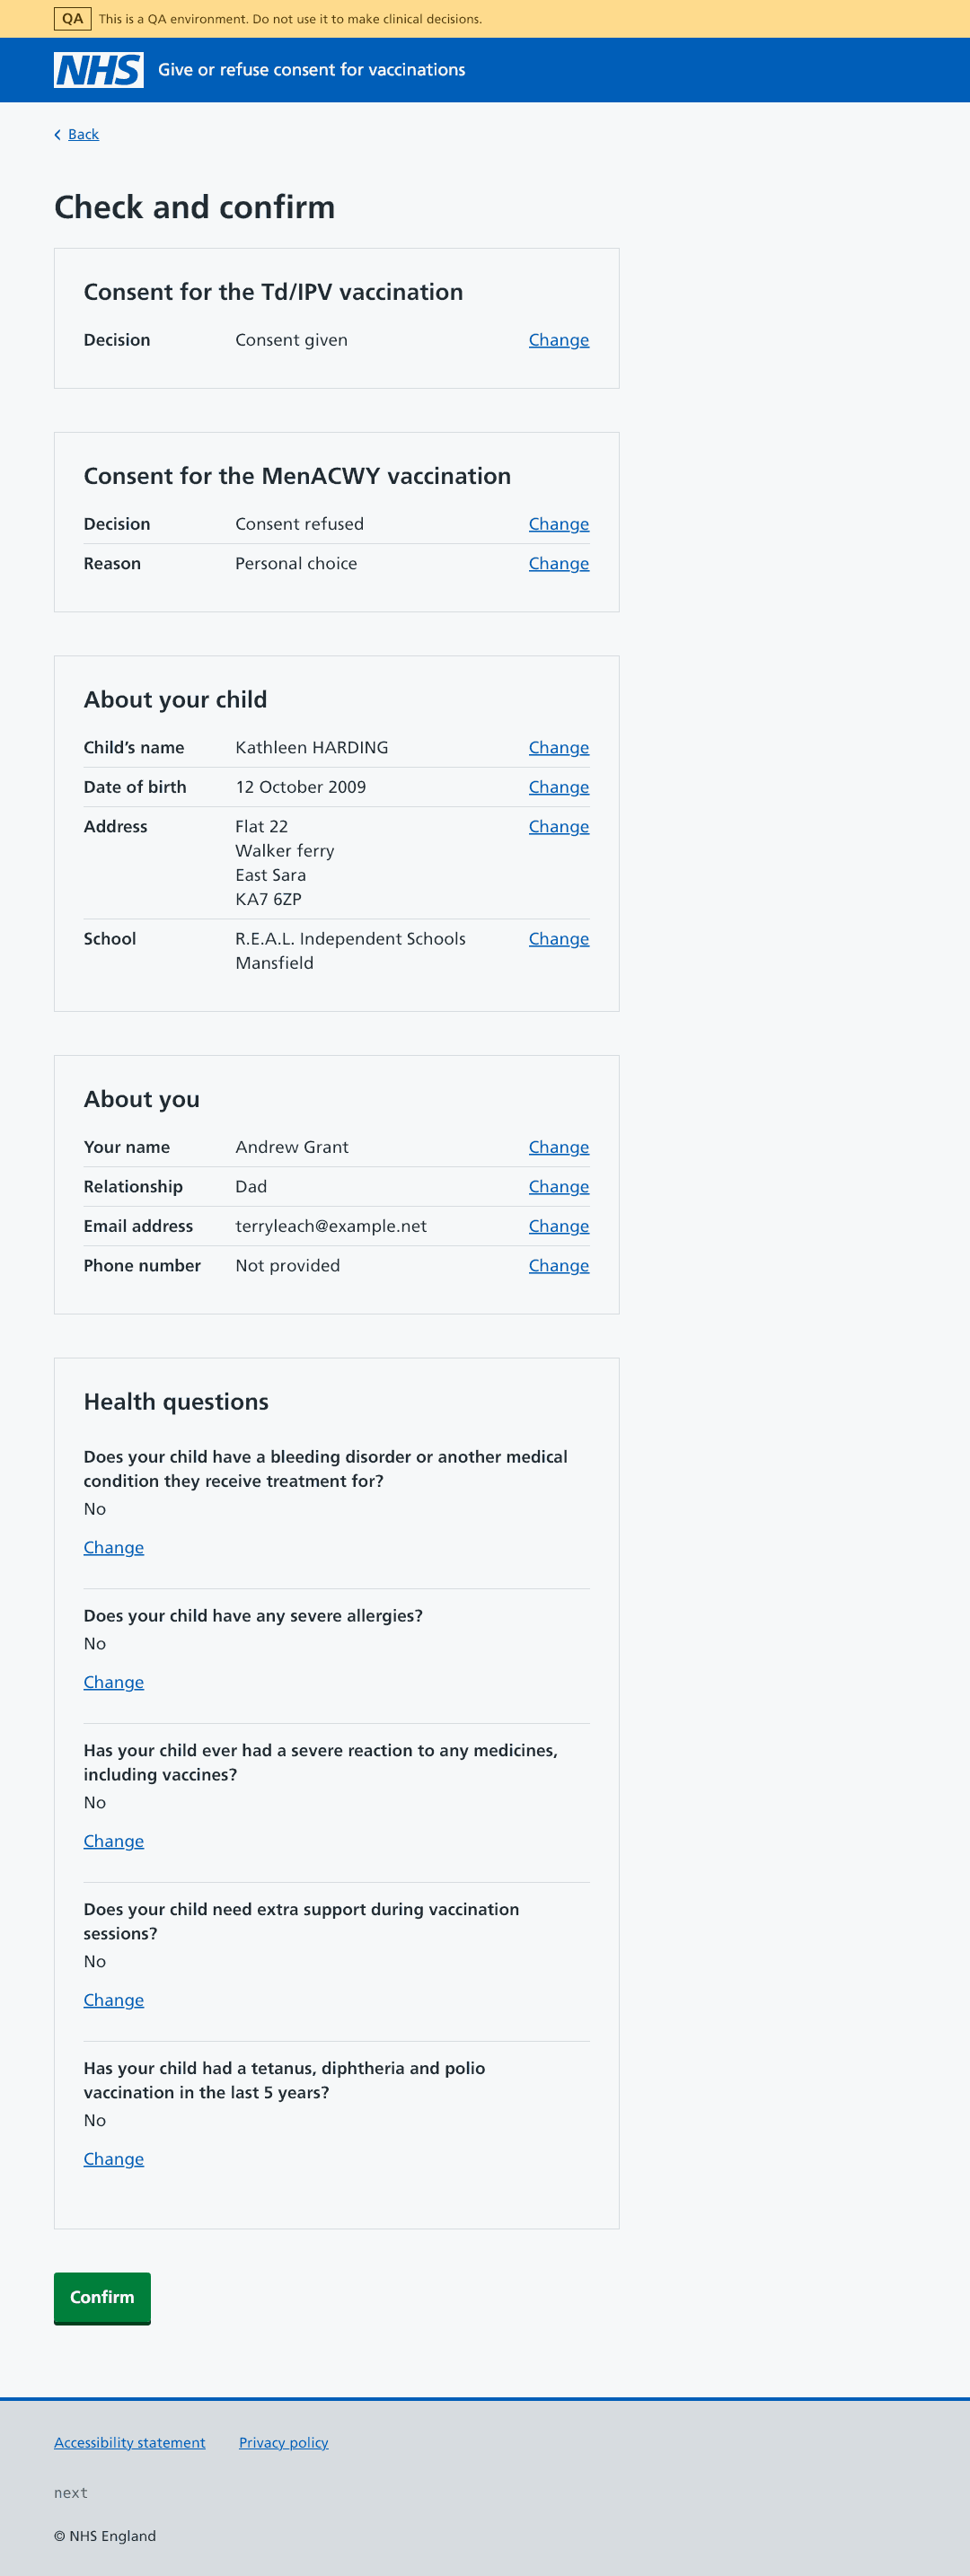 QA This is a QA environment. Do not use it to make clinical decisions.
NHS Give or refuse consent for vaccinations
Back
Check and confirm
Consent for the Td/IPV vaccination
Decision Consent given Change
Consent for the MenACWY vaccination
Decision Consent refused Change
Reason Personal choice Change
About your child
Child’s name Kathleen HARDING Change
Date of birth 12 October 2009 Change
Address Flat 22 Change
Walker ferry
East Sara
KA7 6ZP
School R.E.A.L. Independent Schools Change
Mansfield
About you
Your name Andrew Grant Change
Relationship Dad Change
Email address terryleach@example.net Change
Phone number Not provided Change
Health questions
Does your child have a bleeding disorder or another medical
condition they receive treatment for?
No
Change
Does your child have any severe allergies?
No
Change
Has your child ever had a severe reaction to any medicines,
including vaccines?
No
Change
Does your child need extra support during vaccination
sessions?
No
Change
Has your child had a tetanus, diphtheria and polio
vaccination in the last 5 years?
No
Change
Confirm
Accessibility statement Privacy policy
next
© NHS England